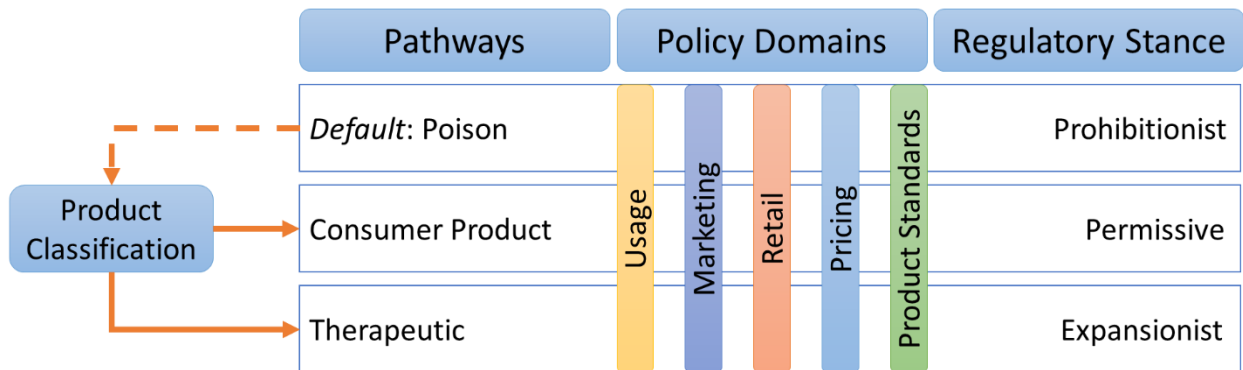 Pathways
Policy Domains
Regulatory Stance
Default: Poison
Prohibitionist
Product
Classification
Consumer Product
Permissive
Therapeutic
Expansionist
Usage
Marketing
Retail
Pricing
Product Standards